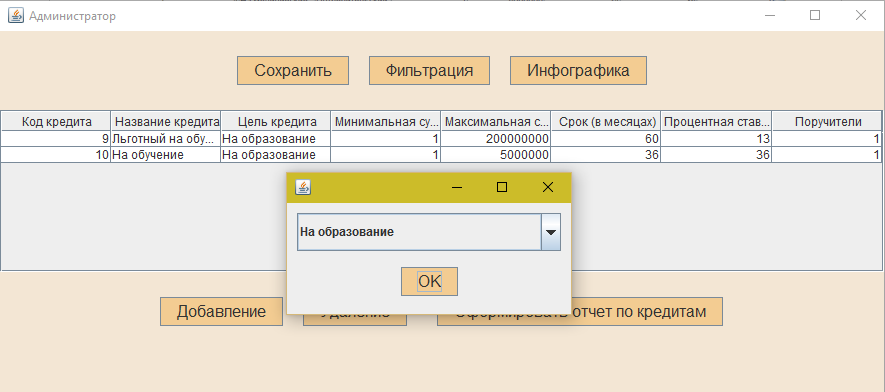 Администратор
Сохранить Фильтрация Инфографика
Код кредита Название кредита Цель кредита Минимальная су... Максимальная с... Срок (в месяцах) Процентная став... Поручители
9 Льготный на обу... На образование 1 200000000 60 13 1
10 На обучение На образование 1 5000000 36 36 1
На образование
OK
Добавление Удаление Сформировать отчет по кредитам